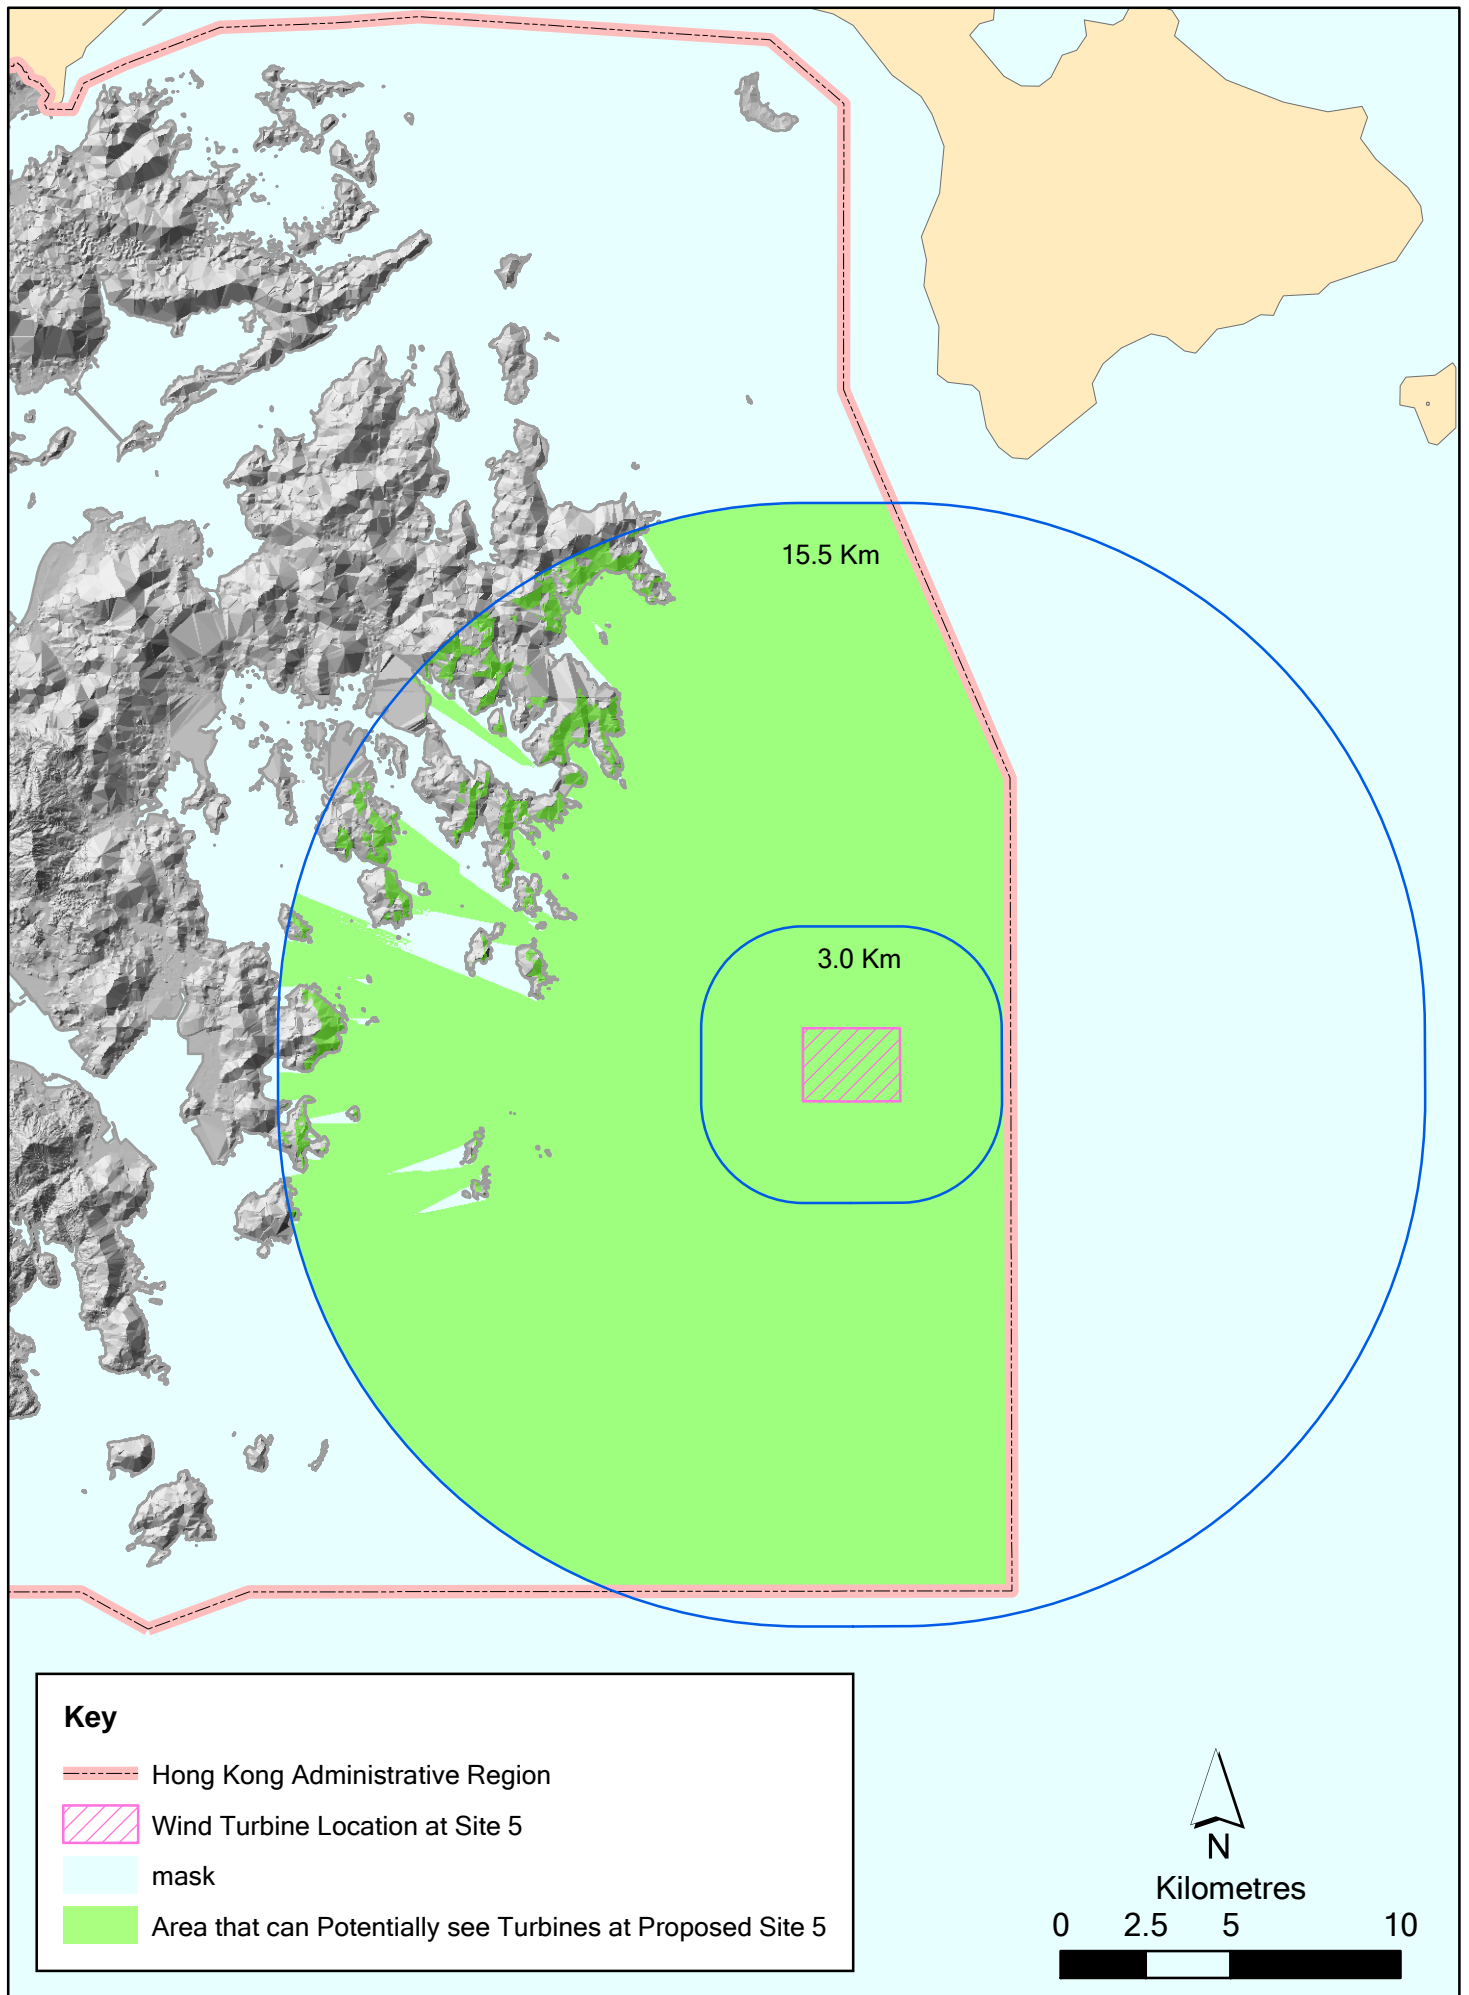 15.5 Km
3.0 Km
Key
Hong Kong Administrative Region
Wind Turbine Location at Site 5
mask
Area that can Potentially see Turbines at Proposed Site 5
N
Kilometres
0 2.5 5 10